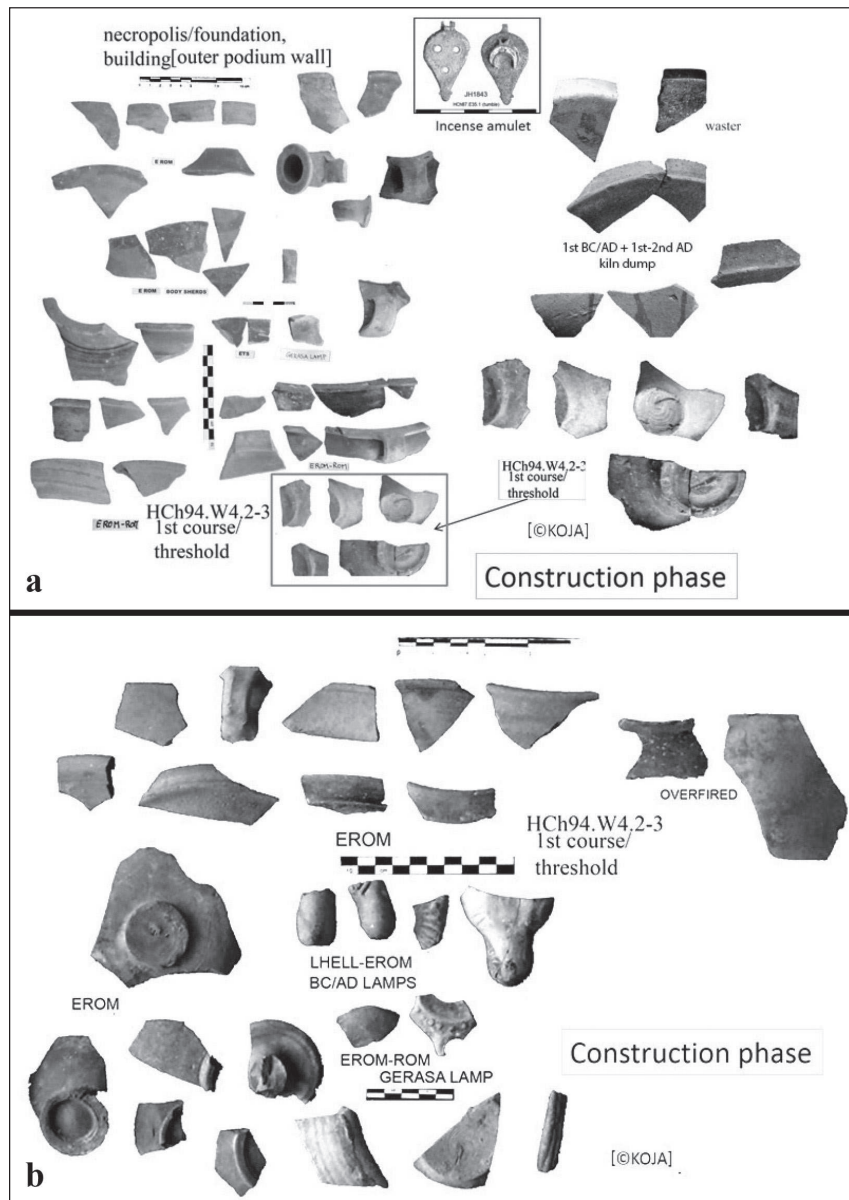 necropolis/foundation,
building[outer podium wall]
JH1843
Incense amulet
waster
E ROM
1st BC/AD + 1st-2nd AD
kiln dump
E ROM BODY SHERDS
ETS
GERASA LAMP
EROM-ROM
HCh94.W4.2-3
1st course/
threshold
EROM-ROM
HCh94.W4.2-3
1st course/
threshold
[©KOJA]
Construction phase
a
OVERFIRED
EROM
HCh94.W4.2-3
1st course/
threshold
LHELL-EROM
BC/AD LAMPS
EROM
EROM-ROM
GERASA LAMP
Construction phase
[©KOJA]
b